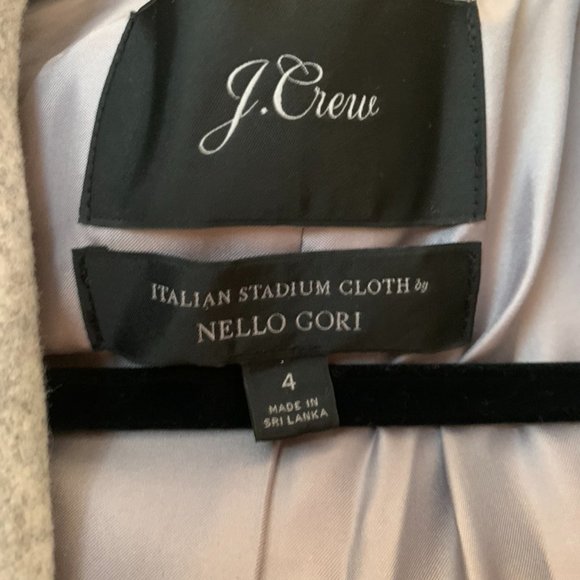 J.Crew
ITALIAN STADIUM CLOTH by
NELLO GORI
4
MADE IN
SRI LANKA